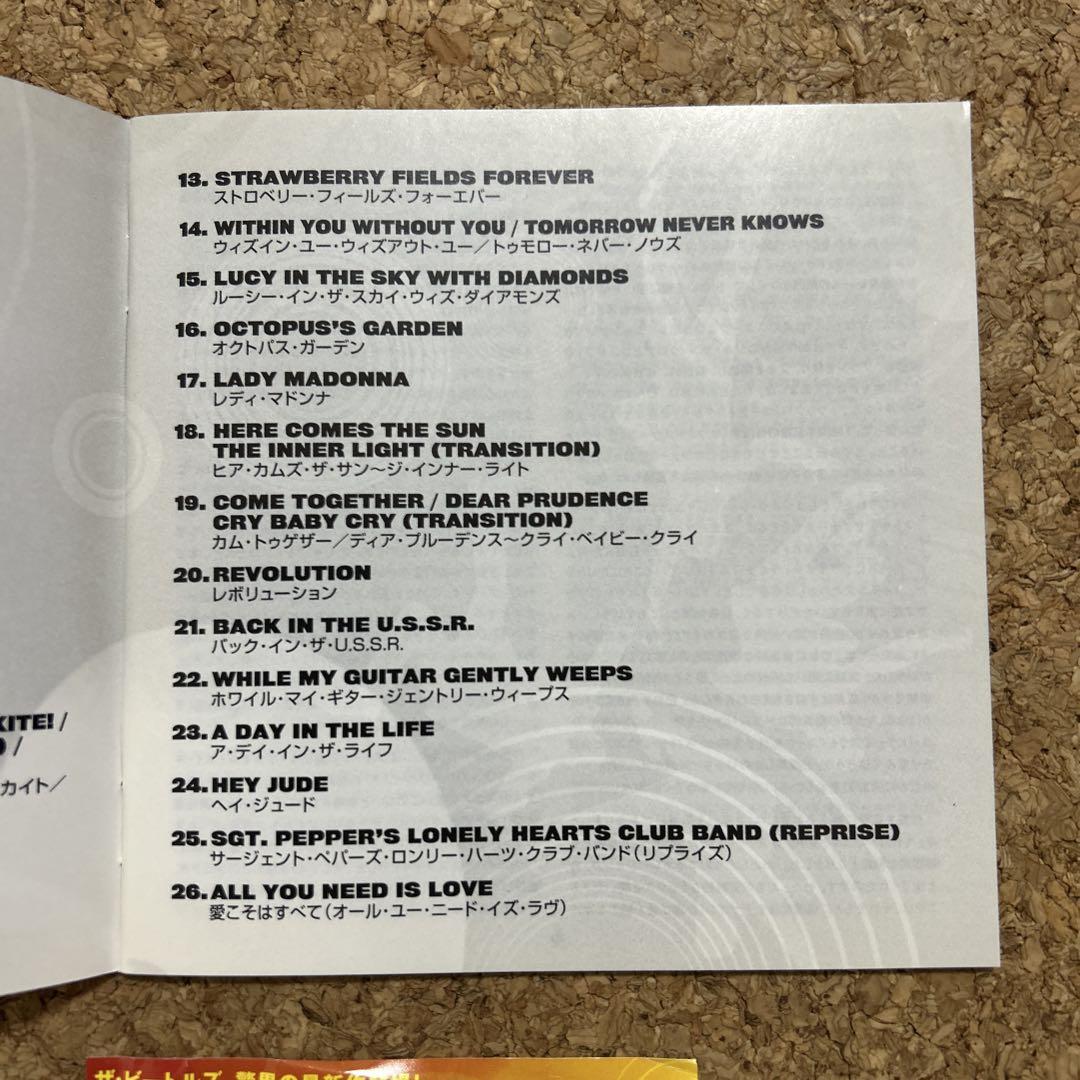 KITE! /
/
カイト／
13. STRAWBERRY FIELDS FOREVER
ストロベリー・フィールズ・フォーエバー
14. WITHIN YOU WITHOUT YOU / TOMORROW NEVER KNOWS
ウィズイン・ユー・ウィズアウト・ユー／トゥモロー・ネバー・ノウズ
15. LUCY IN THE SKY WITH DIAMONDS
ルーシー・イン・ザ・スカイ・ウィズ・ダイアモンズ
16. OCTOPUS'S GARDEN
オクトパス・ガーデン
17. LADY MADONNA
レディ・マドンナ
18. HERE COMES THE SUN
THE INNER LIGHT (TRANSITION)
ヒア・カムズ・ザ・サン〜ジ・インナー・ライト
19. COME TOGETHER / DEAR PRUDENCE
CRY BABY CRY (TRANSITION)
カム・トゥゲザー／ディア・プルーデンス〜クライ・ベイビー・クライ
20. REVOLUTION
レボリューション
21. BACK IN THE U.S.S.R.
バック・イン・ザ・U.S.S.R.
22. WHILE MY GUITAR GENTLY WEEPS
ホワイル・マイ・ギター・ジェントリー・ウィープス
23. A DAY IN THE LIFE
ア・デイ・イン・ザ・ライフ
24. HEY JUDE
ヘイ・ジュード
25. SGT. PEPPER'S LONELY HEARTS CLUB BAND (REPRISE)
サージェント・ペパーズ・ロンリー・ハーツ・クラブ・バンド（リプライズ）
26. ALL YOU NEED IS LOVE
愛こそはすべて（オール・ユー・ニード・イズ・ラヴ）
ザ・ビートルズ